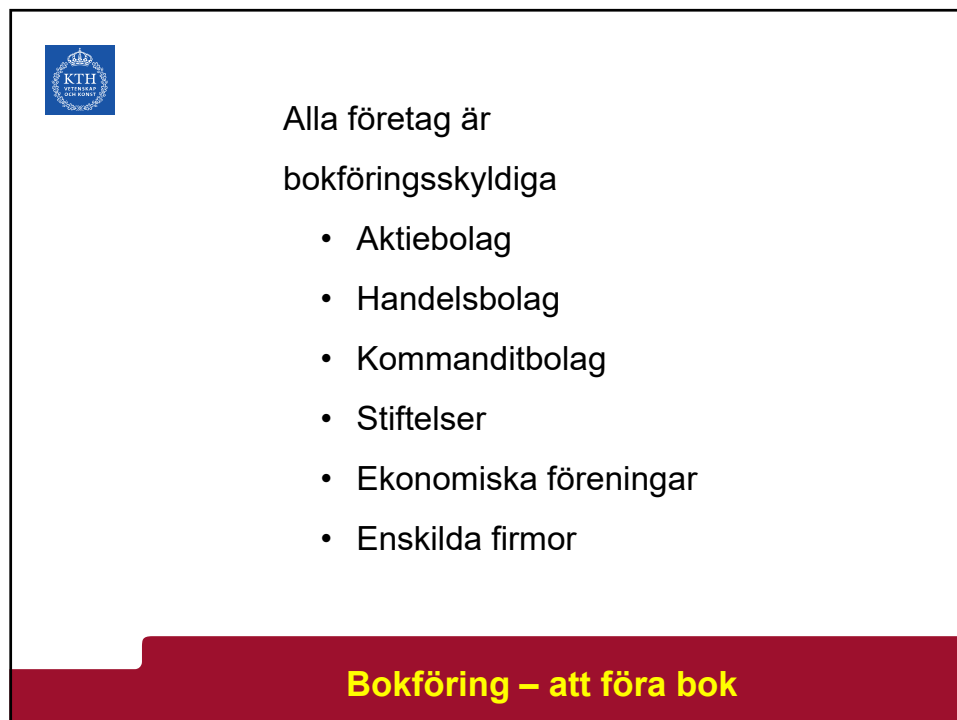 KTH
VETENSKAP
OCH KONST
Alla företag är
bokföringsskyldiga
• Aktiebolag
• Handelsbolag
• Kommanditbolag
• Stiftelser
• Ekonomiska föreningar
• Enskilda firmor
Bokföring – att föra bok